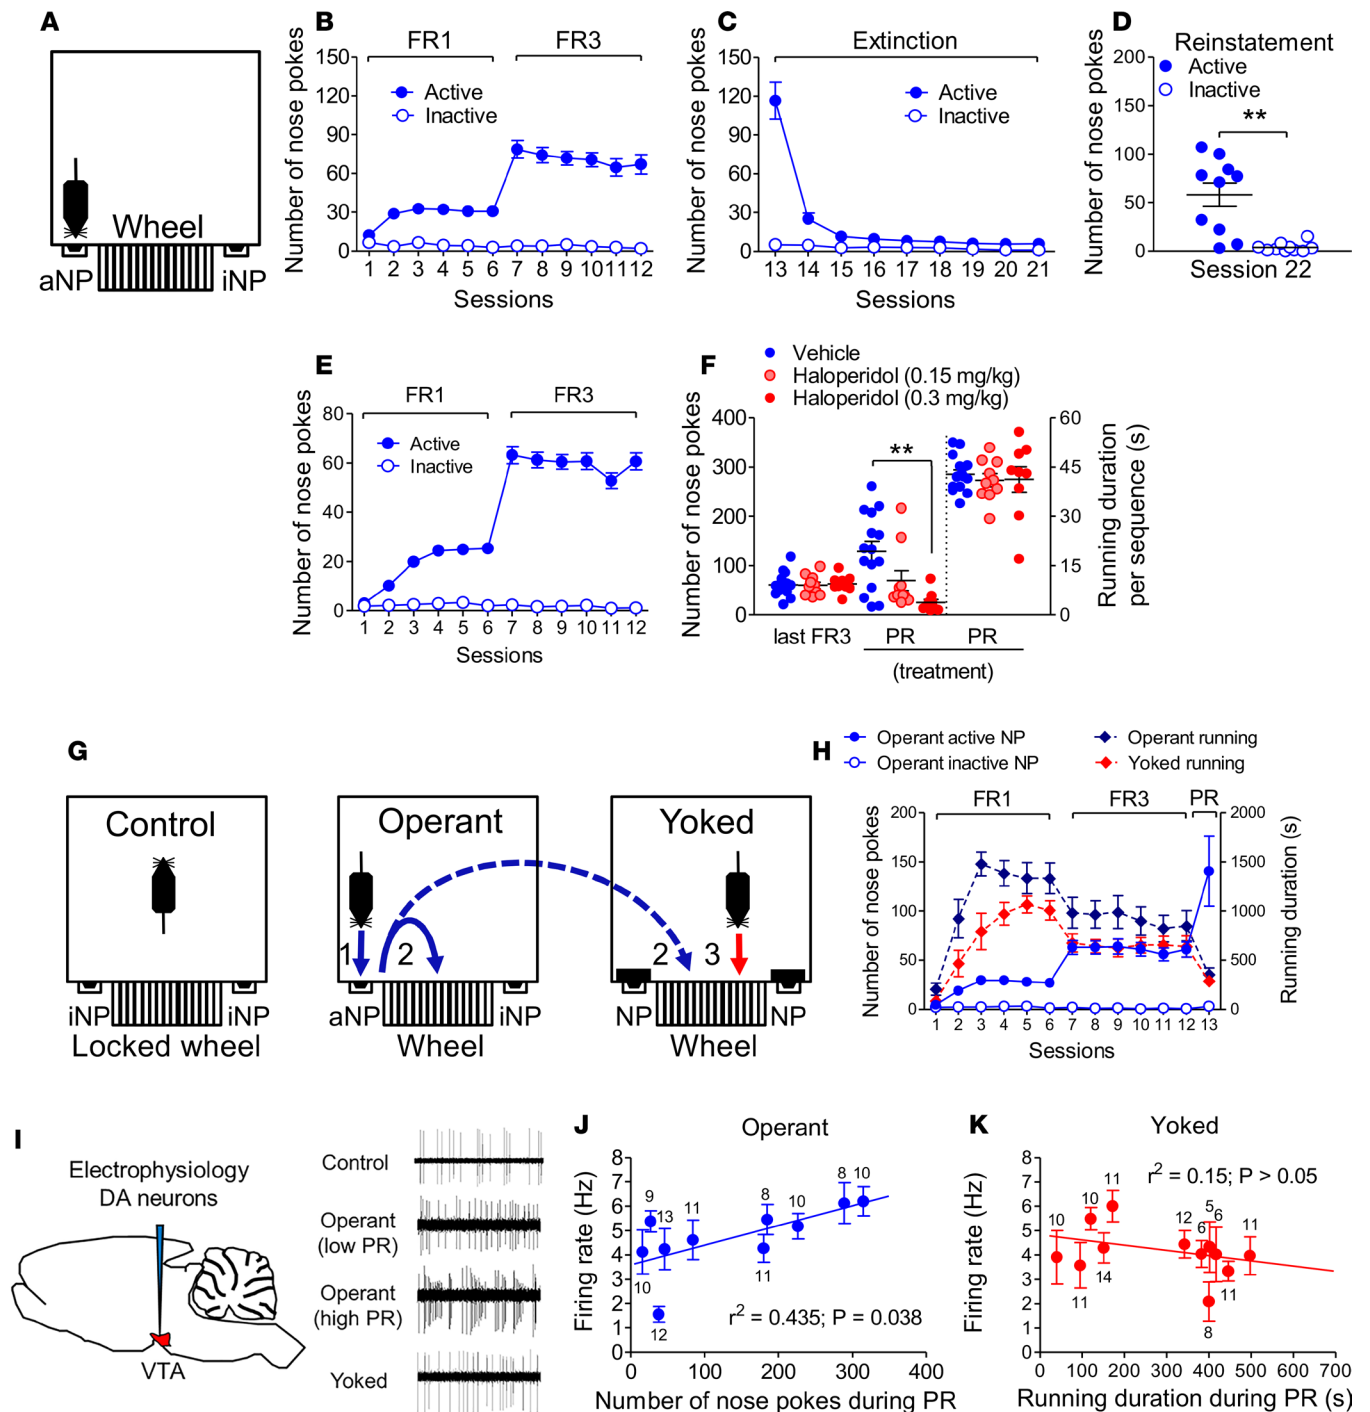 A
Wheel
aNP
iNP
B
FR1
FR3
Number of nose pokes
150
120
90
60
30
0
Active
Inactive
1 2 3 4 5 6 7 8 9 10 11 12
Sessions
C
Extinction
Number of nose pokes
150
120
90
60
30
0
Active
Inactive
13 14 15 16 17 18 19 20 21
Sessions
D
Reinstatement
Number of nose pokes
200
150
100
50
0
Active
Inactive
**
Session 22
E
FR1
FR3
Number of nose pokes
80
60
40
20
0
Active
Inactive
1 2 3 4 5 6 7 8 9 10 11 12
Sessions
F
Vehicle
Haloperidol (0.15 mg/kg)
Haloperidol (0.3 mg/kg)
Number of nose pokes
400
300
200
100
0
**
60
45
30
15
0
Running duration
per sequence (s)
last FR3
PR
PR
(treatment)
G
Control
iNP
iNP
Locked wheel
Operant
1
2
aNP
iNP
Wheel
Yoked
2
3
NP
NP
Wheel
H
Operant active NP
Operant inactive NP
Operant running
Yoked running
FR1
FR3
PR
Number of nose pokes
200
150
100
50
0
2000
1500
1000
500
0
Running duration (s)
1 2 3 4 5 6 7 8 9 10 11 12 13
Sessions
I
Electrophysiology
DA neurons
VTA
Control
Operant
(low PR)
Operant
(high PR)
Yoked
J
Operant
Firing rate (Hz)
8
7
6
5
4
3
2
1
0
10
9
13
12
11
8
11
10
8
10
r2 = 0.435; P = 0.038
0 100 200 300 400
Number of nose pokes during PR
K
Yoked
Firing rate (Hz)
8
7
6
5
4
3
2
1
0
r2 = 0.15; P > 0.05
10
11
10
14
11
12
6
5
6
8
11
11
0 100 200 300 400 500 600 700
Running duration during PR (s)